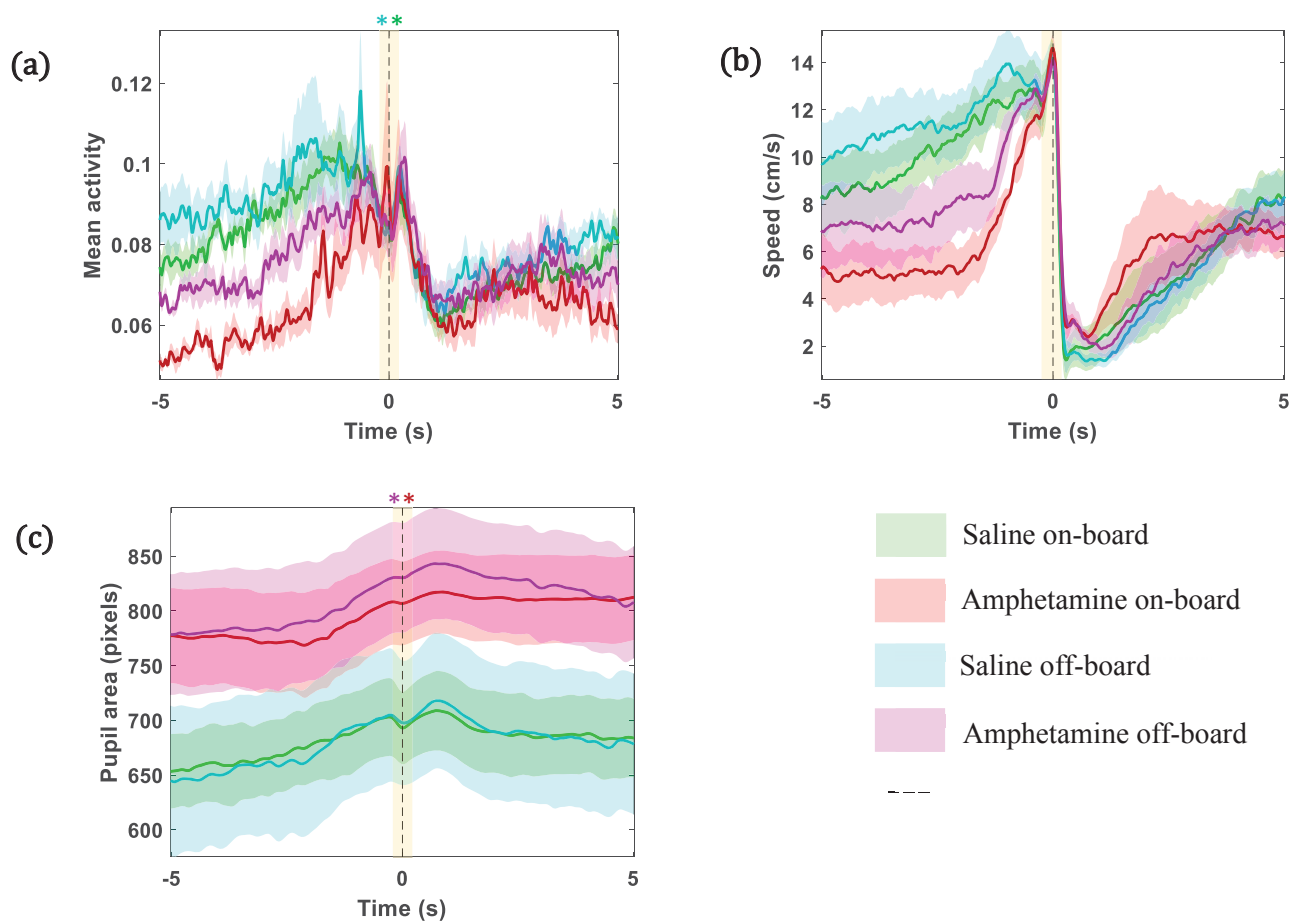 (a)
* *
0.12
0.1
0.08
0.06
Mean activity
-5
0
5
Time (s)
(b)
14
12
10
8
6
4
2
Speed (cm/s)
-5
0
5
Time (s)
(c)
* *
850
800
750
700
650
600
Pupil area (pixels)
-5
0
5
Time (s)
Saline on-board
Amphetamine on-board
Saline off-board
Amphetamine off-board